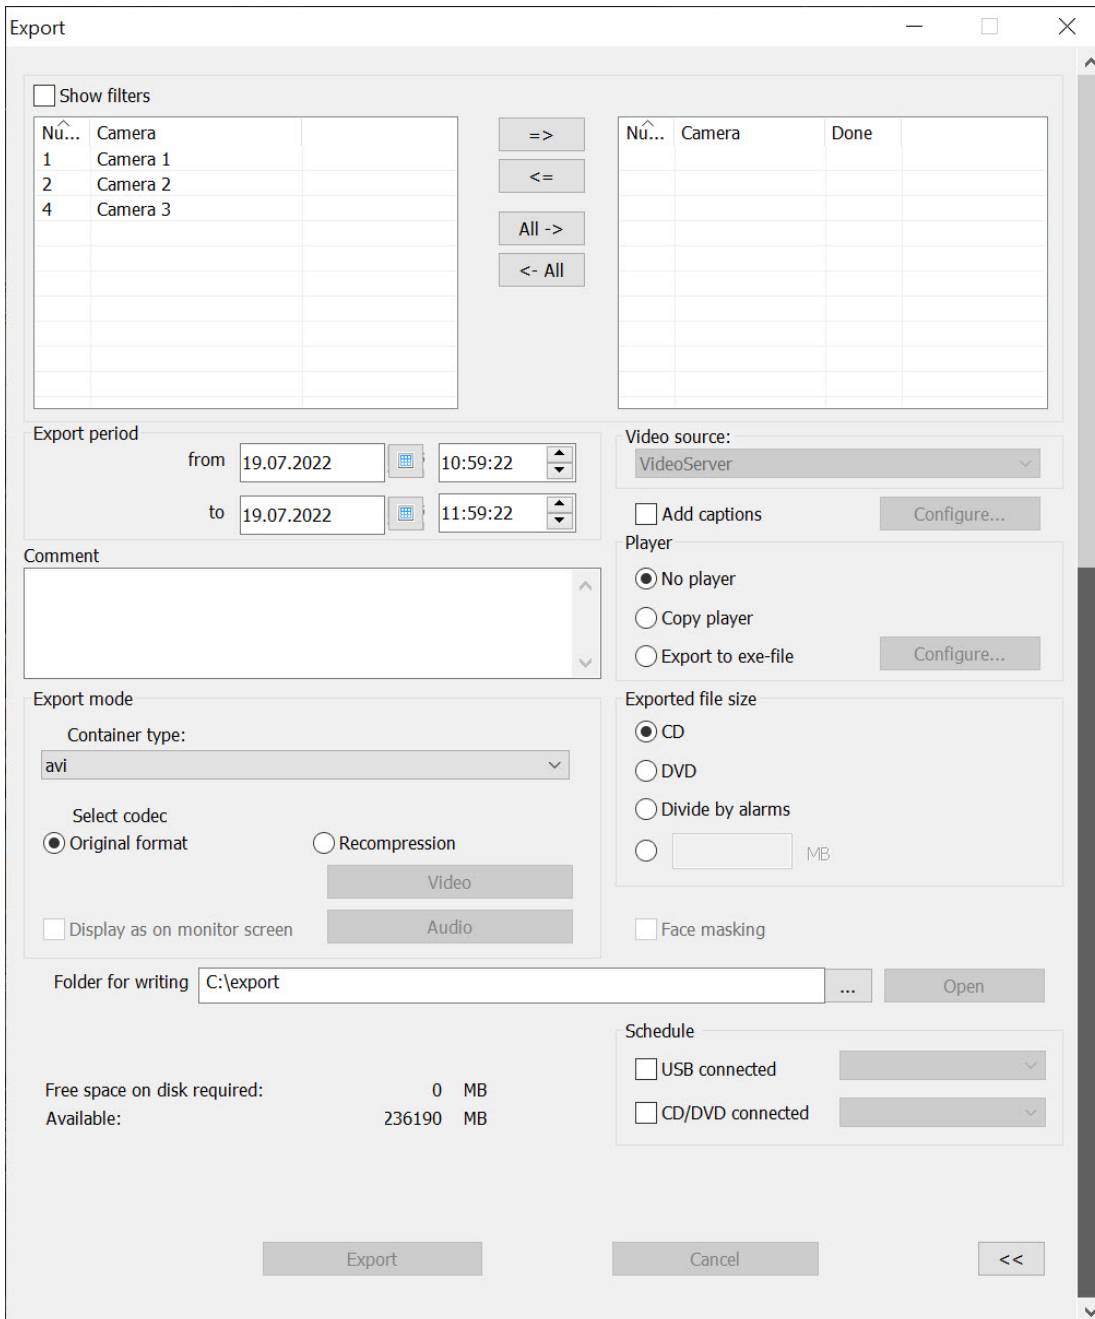 Export
Show filters
Nu... Camera
1 Camera 1
2 Camera 2
4 Camera 3
=>
<=
All ->
<- All
Nu... Camera Done
Export period
from 19.07.2022 10:59:22
to 19.07.2022 11:59:22
Video source:
VideoServer
Add captions Configure...
Comment
Player
No player
Copy player
Export to exe-file Configure...
Export mode
Container type:
avi
Select codec
Original format Recompression
Video
Display as on monitor screen Audio
Exported file size
CD
DVD
Divide by alarms
MB
Face masking
Folder for writing C:\export ... Open
Free space on disk required: 0 MB
Available: 236190 MB
Schedule
USB connected
CD/DVD connected
Export Cancel <<